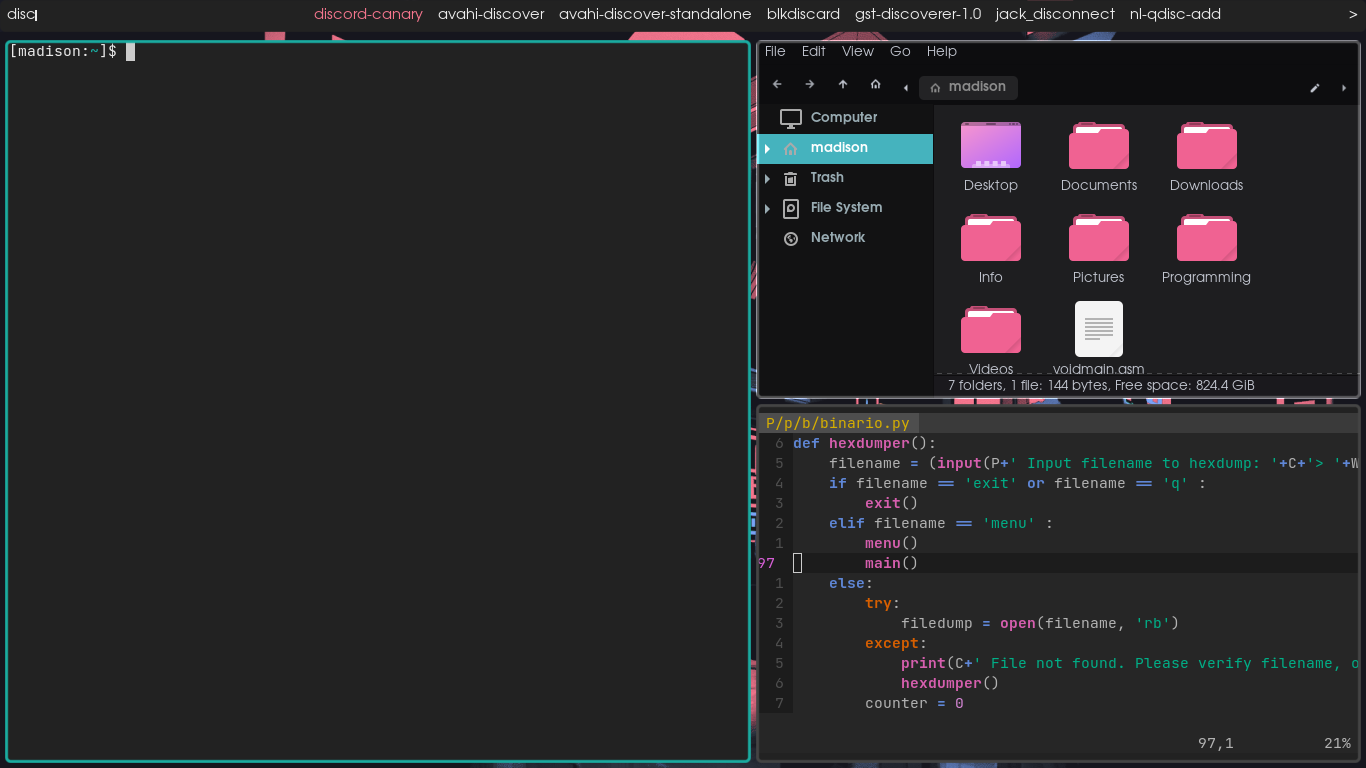 disc discord-canary avahi-discover avahi-discover-standalone blkdiscard gst-discoverer-1.0 jack_disconnect nl-qdisc-add >
[madison:~]$
File Edit View Go Help
madison
Computer
madison
Trash
File System
Network
Desktop Documents Downloads
Info Pictures Programming
Videos voidmain.asm
7 folders, 1 file: 144 bytes, Free space: 824.4 GiB
P/p/b/binario.py
6 def hexdumper():
5 filename = (input(P+' Input filename to hexdump: '+C+'> '+W
4 if filename == 'exit' or filename == 'q' :
3 exit()
2 elif filename == 'menu' :
1 menu()
97 main()
1 else:
2 try:
3 filedump = open(filename, 'rb')
4 except:
5 print(C+' File not found. Please verify filename, o
6 hexdumper()
7 counter = 0
97,1 21%